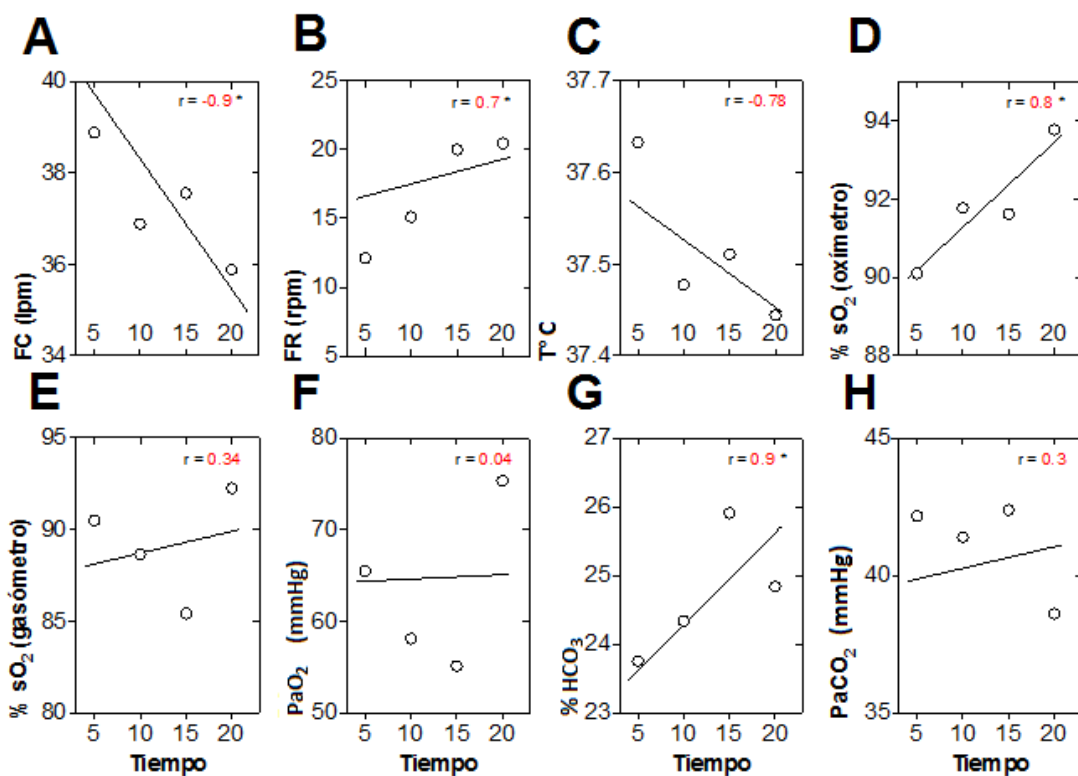 A
B
C
D
r = -0.9 *
r = 0.7 *
r = -0.78
r = 0.8 *
FC (lpm)
40
38
36
34
5 10 15 20
FR (rpm)
25
20
15
10
5
5 10 15 20
T° C
37.7
37.6
37.5
37.4
5 10 15 20
% sO₂ (oxímetro)
94
92
90
88
5 10 15 20
E
F
G
H
r = 0.34
r = 0.04
r = 0.9 *
r = 0.3
% sO₂ (gasómetro)
95
90
85
80
5 10 15 20
Tiempo
PaO₂ (mmHg)
80
70
60
50
5 10 15 20
Tiempo
% HCO₃
27
26
25
24
23
5 10 15 20
Tiempo
PaCO₂ (mmHg)
45
40
35
5 10 15 20
Tiempo